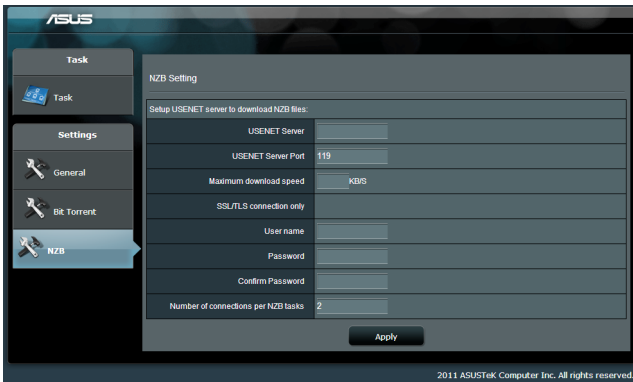 ASUS
Task
Task
Settings
General
Bit Torrent
NZB
NZB Setting
Setup USENET server to download NZB files:
USENET Server
USENET Server Port 119
Maximum download speed KB/S
SSL/TLS connection only
User name
Password
Confirm Password
Number of connections per NZB tasks 2
Apply
2011 ASUSTeK Computer Inc. All rights reserved.